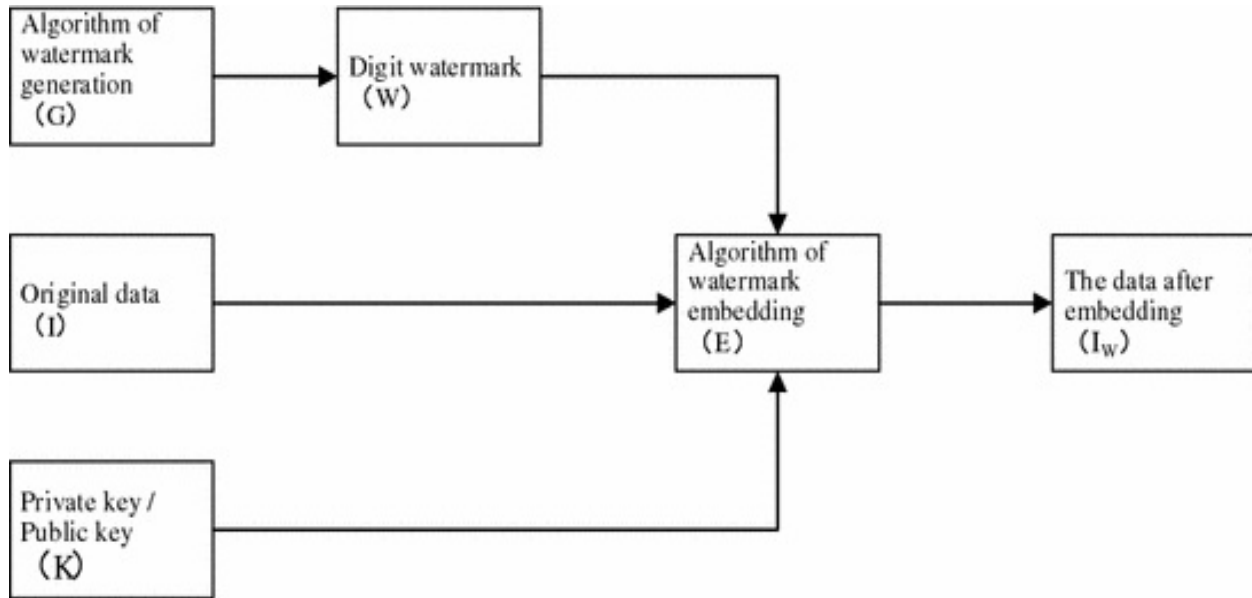 Algorithm of
watermark
generation
（G）
Digit watermark
（W）
Original data
（I）
Algorithm of
watermark
embedding
（E）
The data after
embedding
（I_W）
Private key /
Public key
（K）